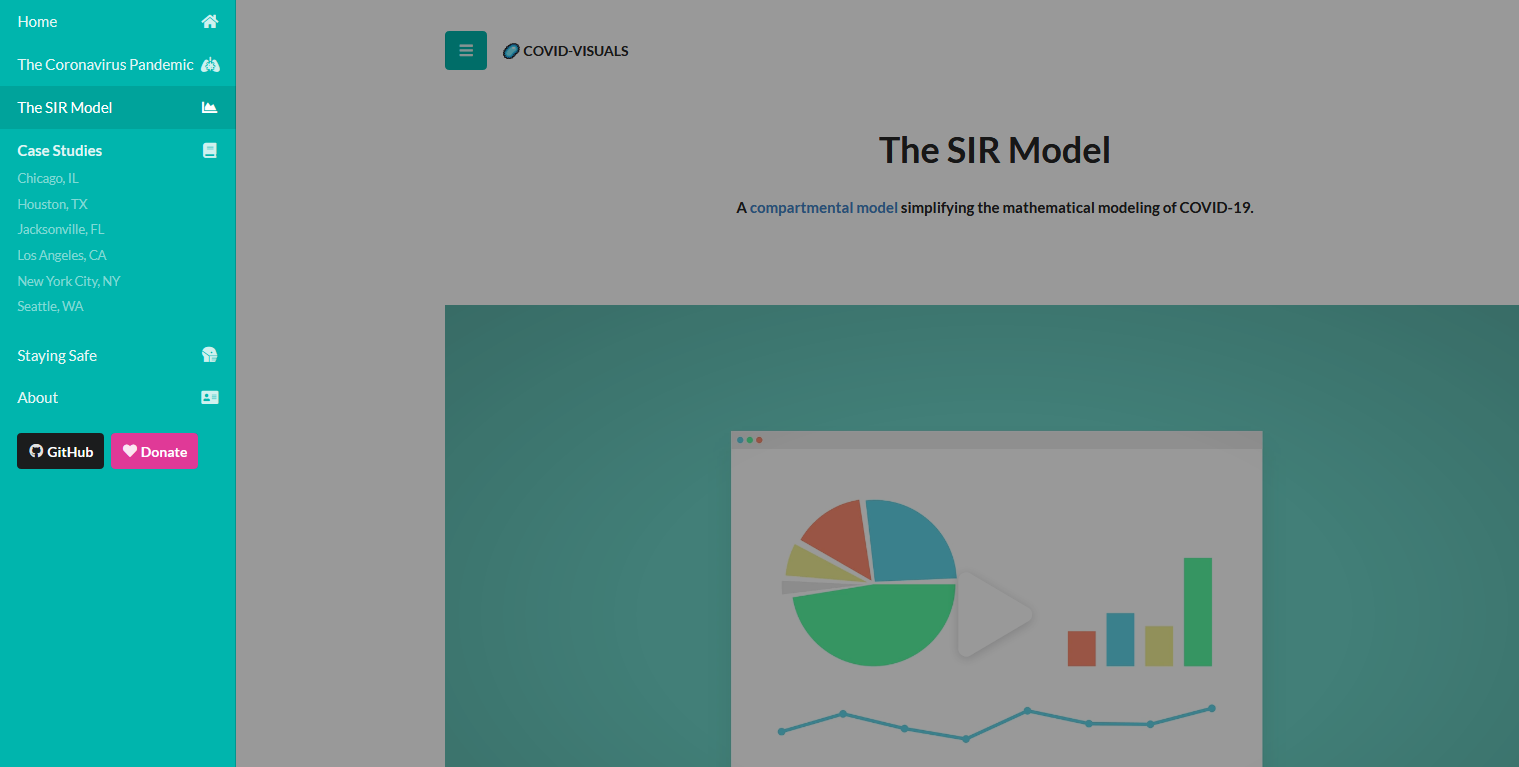 Home
The Coronavirus Pandemic
The SIR Model
Case Studies
Chicago, IL
Houston, TX
Jacksonville, FL
Los Angeles, CA
New York City, NY
Seattle, WA
Staying Safe
About
GitHub
Donate
COVID-VISUALS
The SIR Model
A compartmental model simplifying the mathematical modeling of COVID-19.